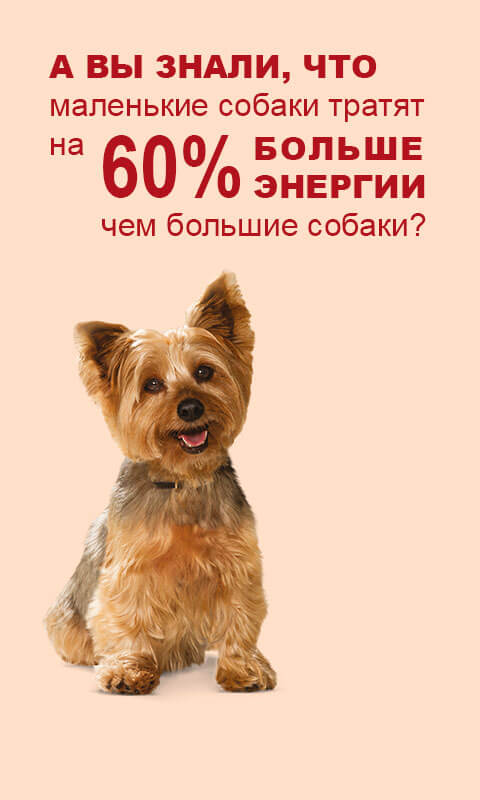 А ВЫ ЗНАЛИ, ЧТО
маленькие собаки тратят
на 60% БОЛЬШЕ
ЭНЕРГИИ
чем большие собаки?